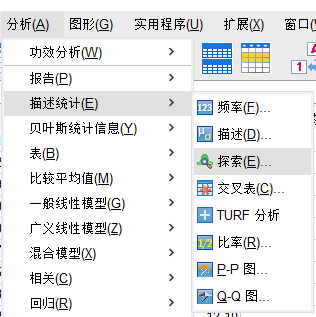 分析(A) 图形(G) 实用程序(U) 扩展(X) 窗口(
功效分析(W)
报告(P)
描述统计(E)
贝叶斯统计信息(Y)
表(B)
比较平均值(M)
一般线性模型(G)
广义线性模型(Z)
混合模型(X)
相关(C)
回归(R)
频率(F)...
描述(D)...
探索(E)...
交叉表(C)...
TURF 分析
比率(R)...
P-P 图...
Q-Q 图...
A
1